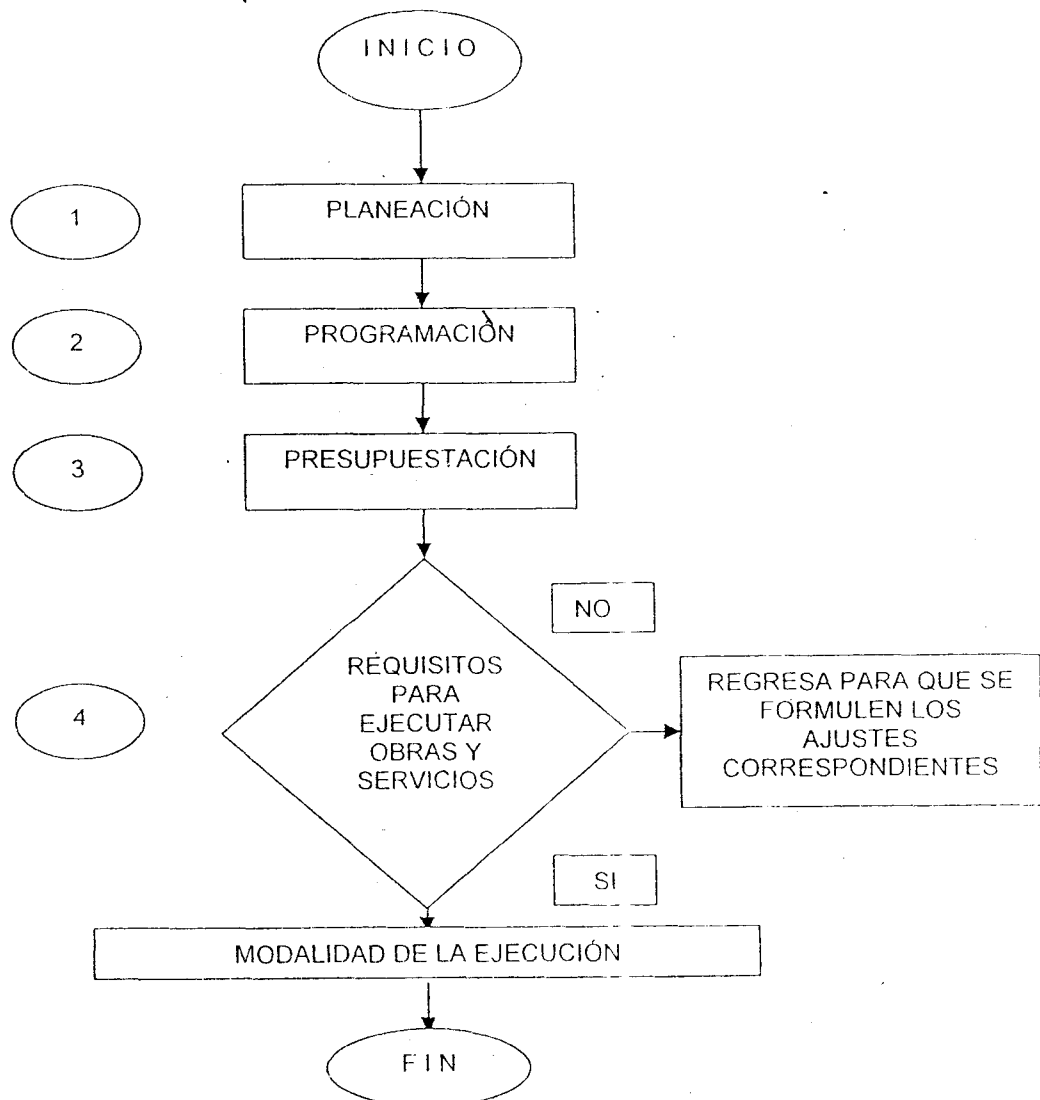 INICIO
1
PLANEACIÓN
2
PROGRAMACIÓN
3
PRESUPUESTACIÓN
NO
4
REQUISITOS
PARA
EJECUTAR
OBRAS Y
SERVICIOS
REGRESA PARA QUE SE
FORMULEN LOS
AJUSTES
CORRESPONDIENTES
SI
MODALIDAD DE LA EJECUCIÓN
FIN